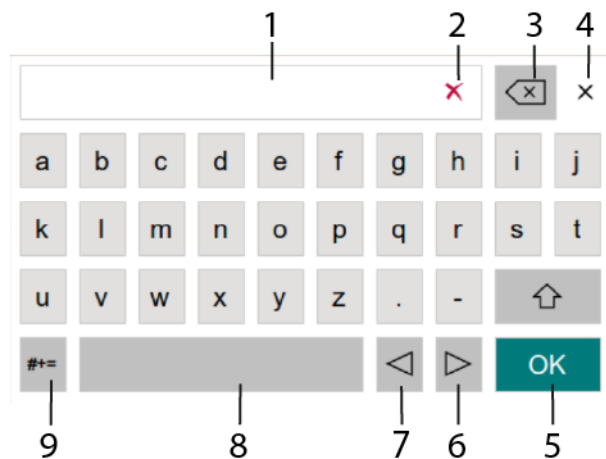 1 2 3 4
a b c d e f g h i j
k l m n o p q r s t
u v w x y z . -
#+= OK
9 8 7 6 5